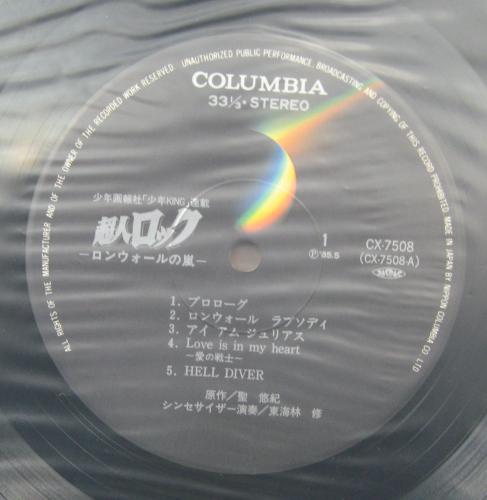 ALL RIGHTS OF THE MANUFACTURER AND OF THE OWNER OF THE RECORDED WORK RESERVED. UNAUTHORIZED PUBLIC PERFORMANCE, BROADCASTING AND COPYING OF THIS RECORD PROHIBITED MADE IN JAPAN BY NIPPON COLUMBIA CO LTD
COLUMBIA
33⅓・STEREO
少年画報社「少年KING」連載
超人ロック
―ロンウォールの嵐―
1
Ⓟ'85.5
CX-7508
(CX-7508-A)
1. プロローグ
2. ロンウォール ラプソディ
3. アイ アム ジュリアス
4. Love is in my heart
～愛の戦士～
5. HELL DIVER
原作／聖 悠紀
シンセサイザー演奏／東海林 修